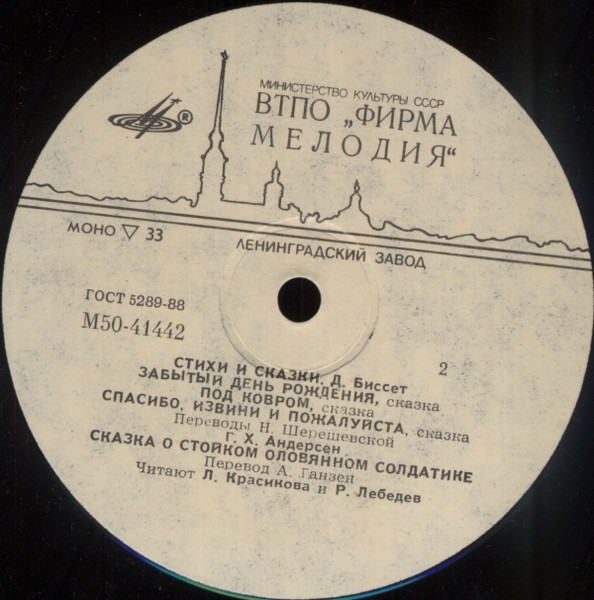 МИНИСТЕРСТВО КУЛЬТУРЫ СССР
ВТПО „ФИРМА
МЕЛОДИЯ“
®
МОНО ▽ 33
ЛЕНИНГРАДСКИЙ ЗАВОД
ГОСТ 5289-88
М50-41442
2
СТИХИ И СКАЗКИ. Д. Биссет
ЗАБЫТЫЙ ДЕНЬ РОЖДЕНИЯ, сказка
ПОД КОВРОМ, сказка
СПАСИБО, ИЗВИНИ И ПОЖАЛУЙСТА, сказка
Переводы Н. Шерешевской
Г. Х. Андерсен
СКАЗКА О СТОЙКОМ ОЛОВЯННОМ СОЛДАТИКЕ
Перевод А. Ганзен
Читают Л. Красикова и Р. Лебедев